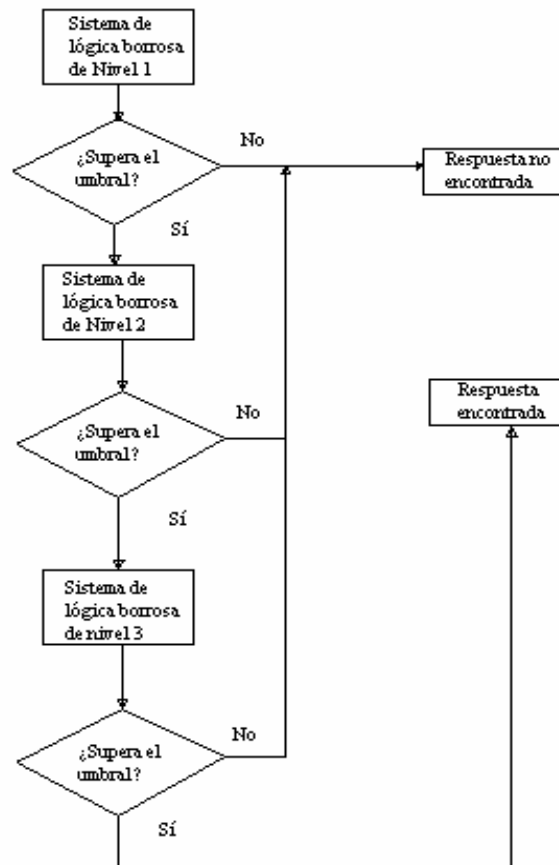 Sistema de
lógica borrosa
de Nivel 1
¿Supera el
umbral?
No
Respuesta no
encontrada
Sí
Sistema de
lógica borrosa
de Nivel 2
¿Supera el
umbral?
No
Respuesta
encontrada
Sí
Sistema de
lógica borrosa
de nivel 3
¿Supera el
umbral?
No
Sí